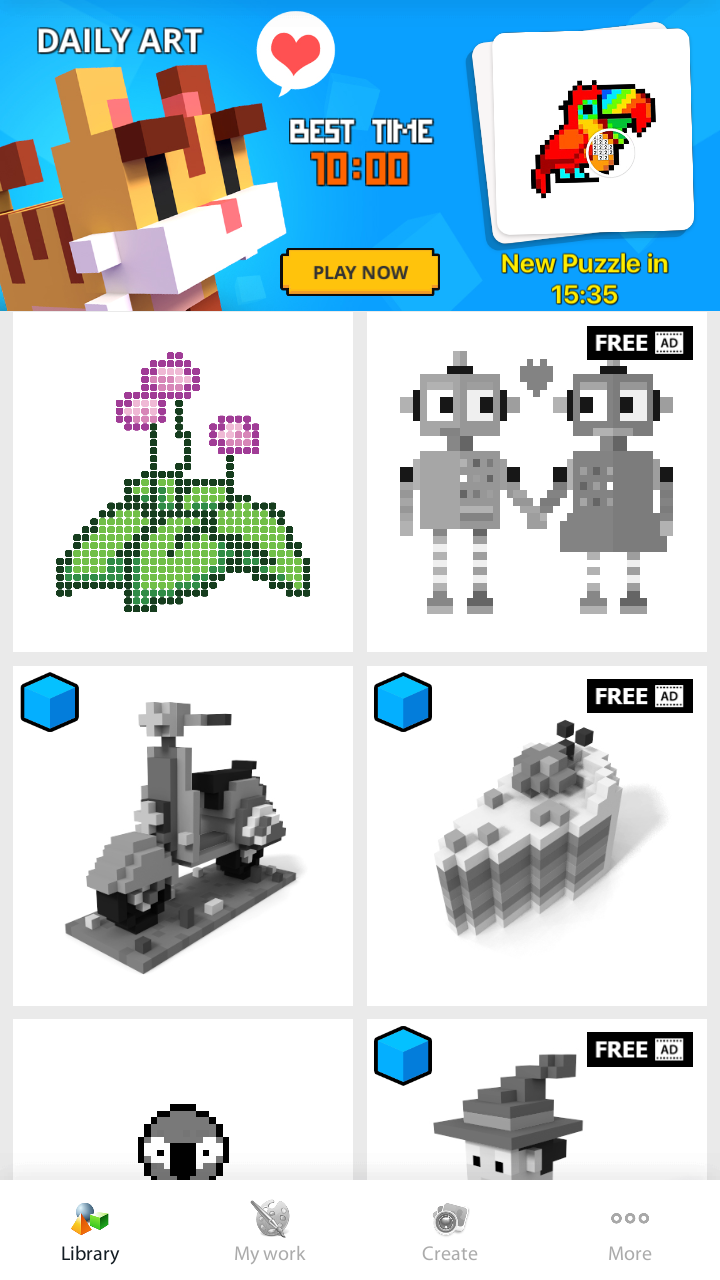 DAILY ART
BEST TIME
10:00
PLAY NOW
New Puzzle in
15:35
FREE AD
FREE AD
FREE AD
Library
My work
Create
More